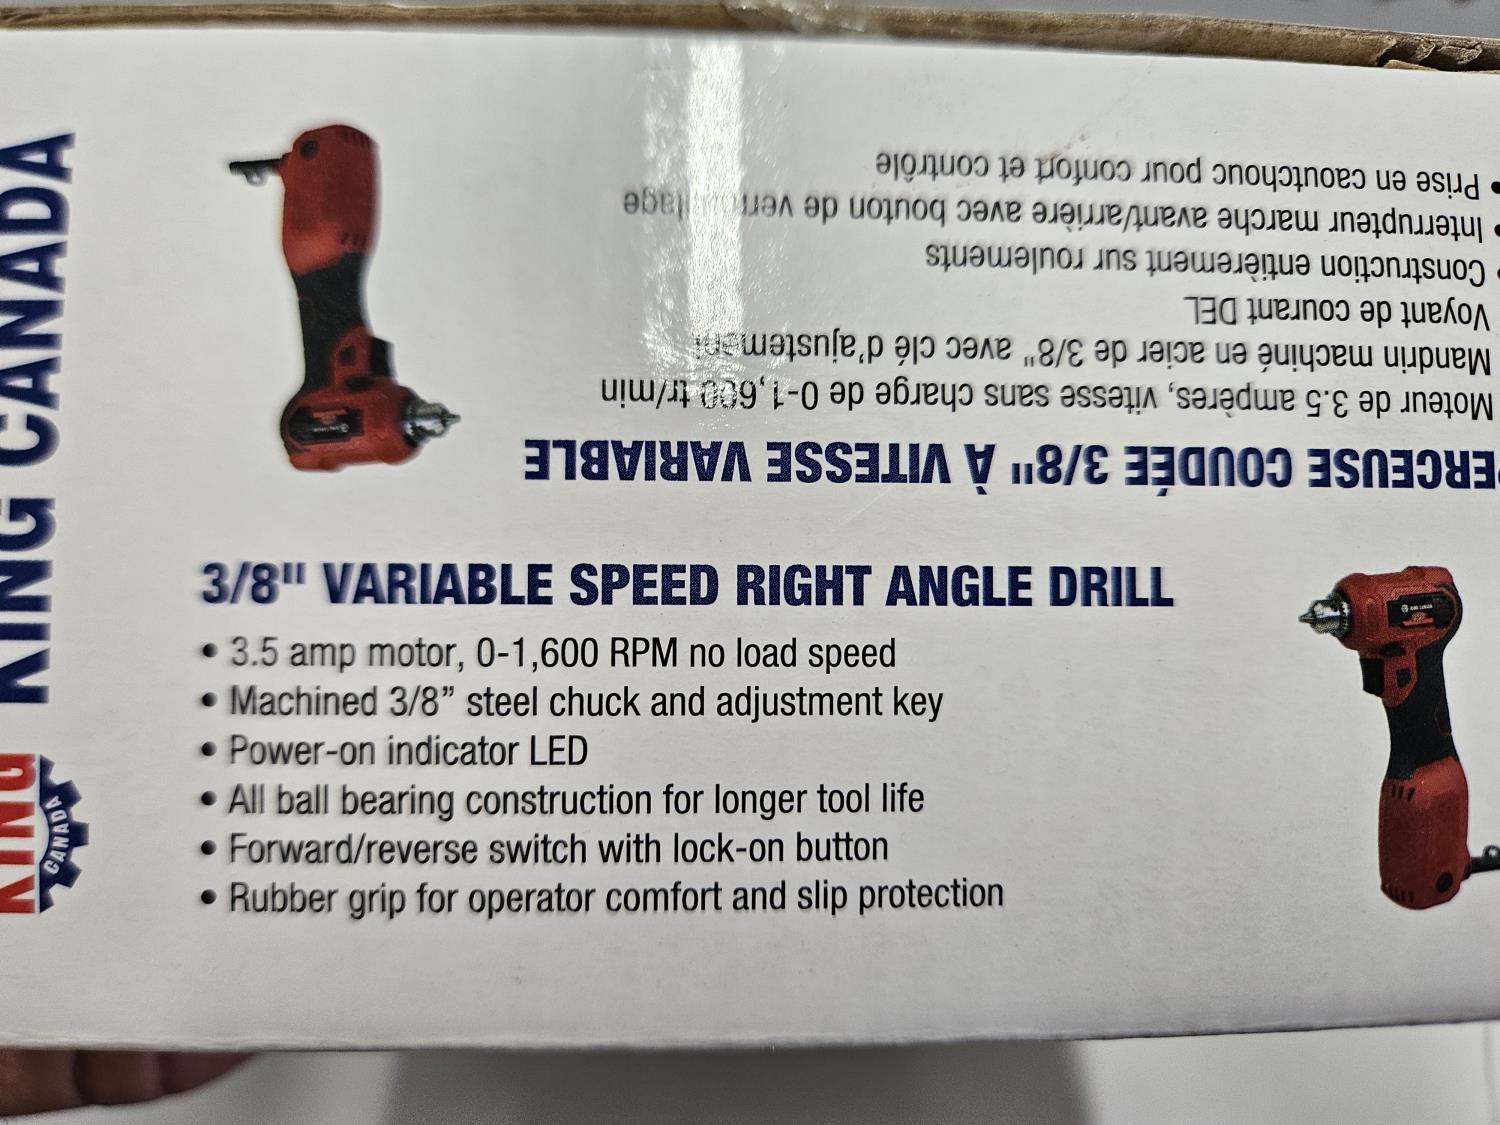 KING CANADA
KING
CANADA
3/8" VARIABLE SPEED RIGHT ANGLE DRILL
• 3.5 amp motor, 0-1,600 RPM no load speed
• Machined 3/8” steel chuck and adjustment key
• Power-on indicator LED
• All ball bearing construction for longer tool life
• Forward/reverse switch with lock-on button
• Rubber grip for operator comfort and slip protection
PERCEUSE COUDÉE 3/8" À VITESSE VARIABLE
Moteur de 3.5 ampères, vitesse sans charge de 0-1,600 tr/min
Mandrin machiné en acier de 3/8" avec clé d'ajustement
Voyant de courant DEL
• Construction entièrement sur roulements
• Interrupteur marche avant/arrière avec bouton de verrouillage
• Prise en caoutchouc pour confort et contrôle